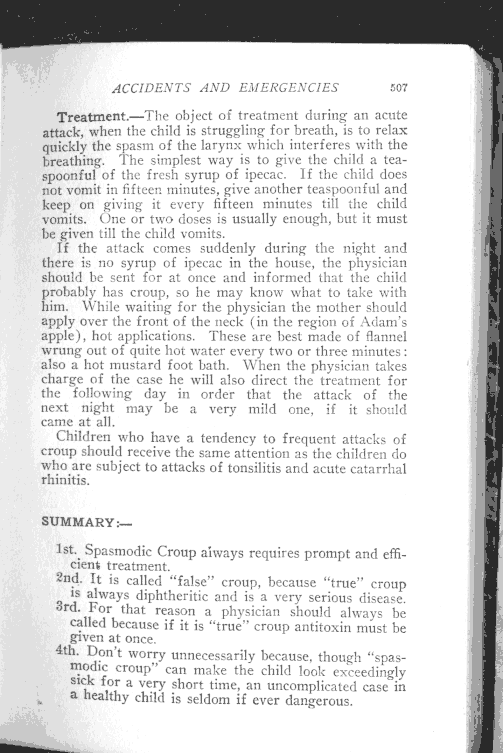 ACCIDENTS AND EMERGENCIES 507
Treatment.—The object of treatment during an acute
attack, when the child is struggling for breath, is to relax
quickly the spasm of the larynx which interferes with the
breathing. The simplest way is to give the child a tea-
spoonful of the fresh syrup of ipecac. If the child does
not vomit in fifteen minutes, give another teaspoonful and
keep on giving it every fifteen minutes till the child
vomits. One or two doses is usually enough, but it must
be given till the child vomits.
If the attack comes suddenly during the night and
there is no syrup of ipecac in the house, the physician
should be sent for at once and informed that the child
probably has croup, so he may know what to take with
him. While waiting for the physician the mother should
apply over the front of the neck (in the region of Adam's
apple), hot applications. These are best made of flannel
wrung out of quite hot water every two or three minutes:
also a hot mustard foot bath. When the physician takes
charge of the case he will also direct the treatment for
the following day in order that the attack of the
next night may be a very mild one, if it should
came at all.
Children who have a tendency to frequent attacks of
croup should receive the same attention as the children do
who are subject to attacks of tonsilitis and acute catarrhal
rhinitis.
SUMMARY:—
1st. Spasmodic Croup always requires prompt and effi-
cient treatment.
2nd. It is called "false" croup, because "true" croup
is always diphtheritic and is a very serious disease.
3rd. For that reason a physician should always be
called because if it is "true" croup antitoxin must be
given at once.
4th. Don't worry unnecessarily because, though "spas-
modic croup" can make the child look exceedingly
sick for a very short time, an uncomplicated case in
a healthy child is seldom if ever dangerous.